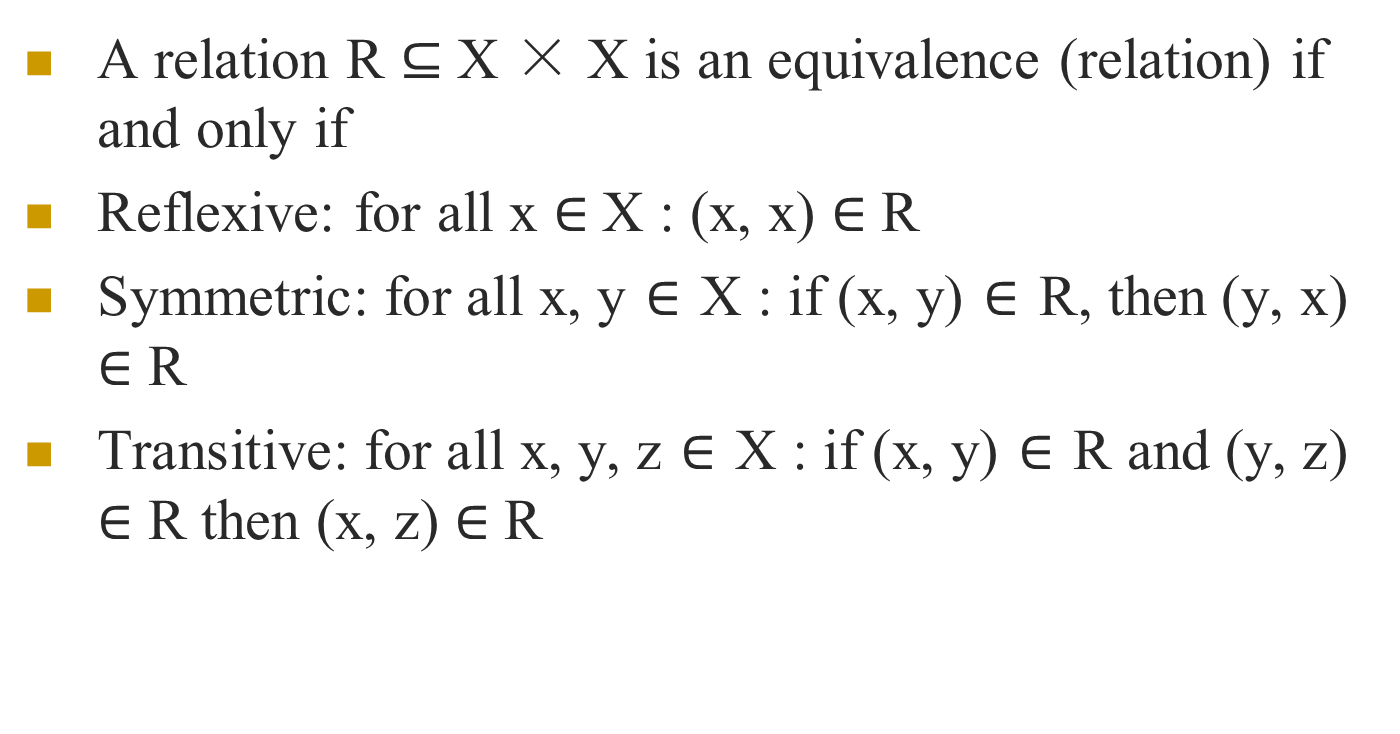 ■ A relation R ⊆ X × X is an equivalence (relation) if
and only if
■ Reflexive: for all x ∈ X : (x, x) ∈ R
■ Symmetric: for all x, y ∈ X : if (x, y) ∈ R, then (y, x)
∈ R
■ Transitive: for all x, y, z ∈ X : if (x, y) ∈ R and (y, z)
∈ R then (x, z) ∈ R